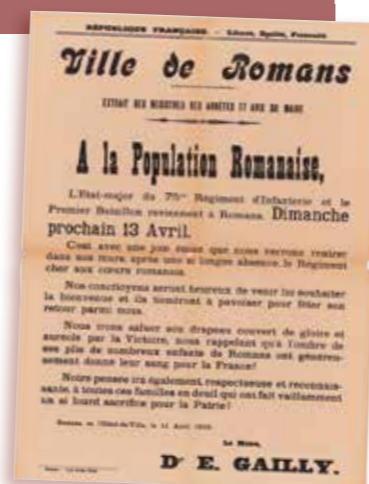 RÉPUBLIQUE FRANÇAISE. - Liberté, Égalité, Fraternité
Ville de Romans
EXTRAIT DES REGISTRES DES ARRÊTÉS ET AVIS DU MAIRE
A la Population Romanaise,
L'État-major du 75me Régiment d'Infanterie et le
Premier Bataillon reviennent à Romans. Dimanche
prochain 13 Avril.
C'est avec une joie émue que nous verrons rentrer
dans nos murs, après une si longue absence, le Régiment
cher aux cœurs romanais.
Nos concitoyens seront heureux de venir lui souhaiter
la bienvenue et ils tiendront à pavoiser pour fêter son
retour parmi nous.
Nous irons saluer son drapeau couvert de gloire et
auréolé par la Victoire, nous rappelant qu'à l'ombre de
ses plis de nombreux enfants de Romans ont généreu-
sement donné leur sang pour la France!
Notre pensée ira également, respectueuse et reconnais-
sante à toutes ces familles en deuil qui ont fait vaillamment
un si lourd sacrifice pour la Patrie!
Romans, en l'Hôtel-de-Ville, le 11 Avril
Le Maire,
Dr E. GAILLY.